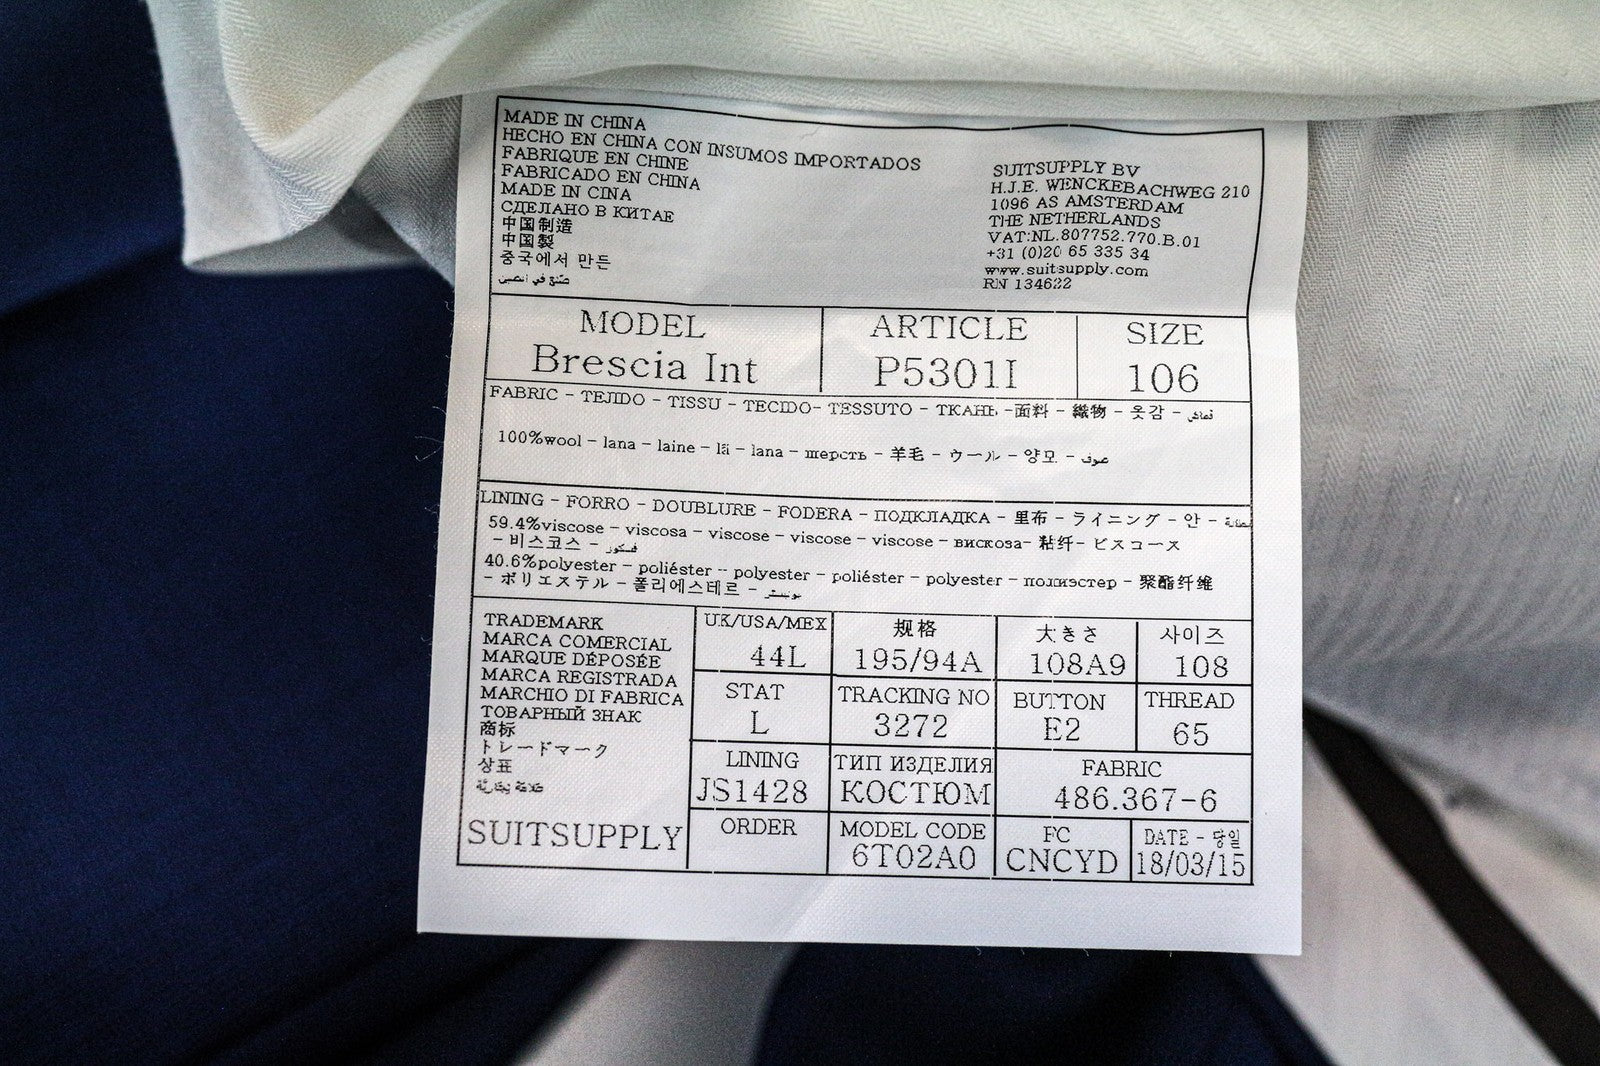 MADE IN CHINA
HECHO EN CHINA CON INSUMOS IMPORTADOS
FABRIQUE EN CHINE
FABRICADO EN CHINA
MADE IN CINA
СДЕЛАНО В КИТАЕ
中国制造
中国製
중국에서 만든
صنع في الصين
SUITSUPPLY BV
H.J.E. WENCKEBACHWEG 210
1096 AS AMSTERDAM
THE NETHERLANDS
VAT:NL.807752.770.B.01
+31 (0)20 65 335 34
www.suitsupply.com
RN 134622
MODEL
Brescia Int
ARTICLE
P5301I
SIZE
106
FABRIC - TEJIDO - TISSU - TECIDO- TESSUTO - ТКАНЬ -面料 - 織物 - 옷감 - قماش
100%wool - lana - laine - lã - lana - шерсть - 羊毛 - ウール - 양모 - صوف
LINING - FORRO - DOUBLURE - FODERA - ПОДКЛАДКА - 里布 - ライニング - 안 -
59.4%viscose - viscosa - viscose - viscose - viscose - вискоза- 粘纤- ビスコース
- 비스코스 -
40.6%polyester - poliéster - polyester - poliéster - polyester - полиэстер - 聚酯纤维
- ポリエステル - 폴리에스테르 -
TRADEMARK
MARCA COMERCIAL
MARQUE DÉPOSÉE
MARCA REGISTRADA
MARCHIO DI FABRICA
ТОВАРНЫЙ ЗНАК
商标
トレードマーク
상표
SUITSUPPLY
UK/USA/MEX
44L
规格
195/94A
大きさ
108A9
사이즈
108
STAT
L
TRACKING NO
3272
BUTTON
E2
THREAD
65
LINING
JS1428
ТИП ИЗДЕЛИЯ
КОСТЮМ
FABRIC
486.367-6
ORDER
MODEL CODE
6T02A0
FC
CNCYD
DATE - 당일
18/03/15